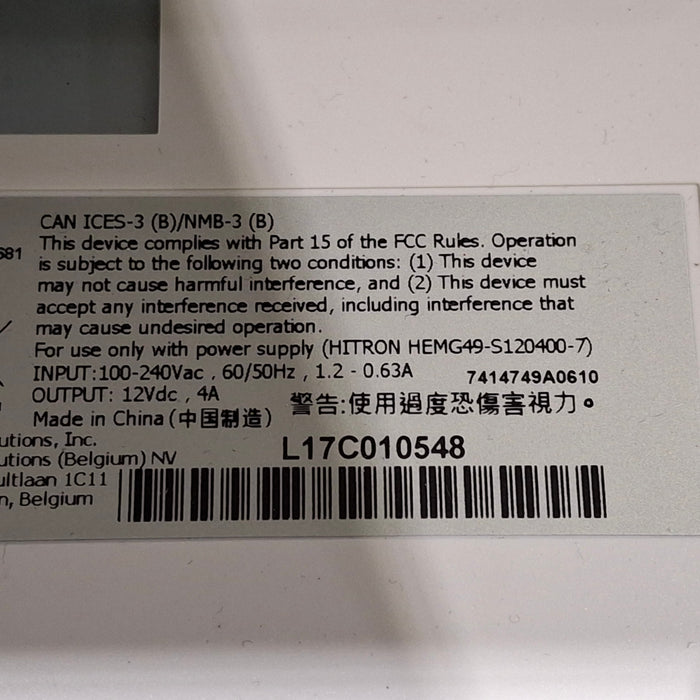 CAN ICES-3 (B)/NMB-3 (B)
This device complies with Part 15 of the FCC Rules. Operation
681 is subject to the following two conditions: (1) This device
may not cause harmful interference, and (2) This device must
accept any interference received, including interference that
may cause undesired operation.
For use only with power supply (HITRON HEMG49-S120400-7)
INPUT:100-240Vac , 60/50Hz , 1.2 - 0.63A
7414749A0610
OUTPUT: 12Vdc , 4A
警告:使用過度恐傷害視力。
Made in China (中国制造)
utions, Inc.
L17C010548
utions (Belgium) NV
ultlaan 1C11
n, Belgium